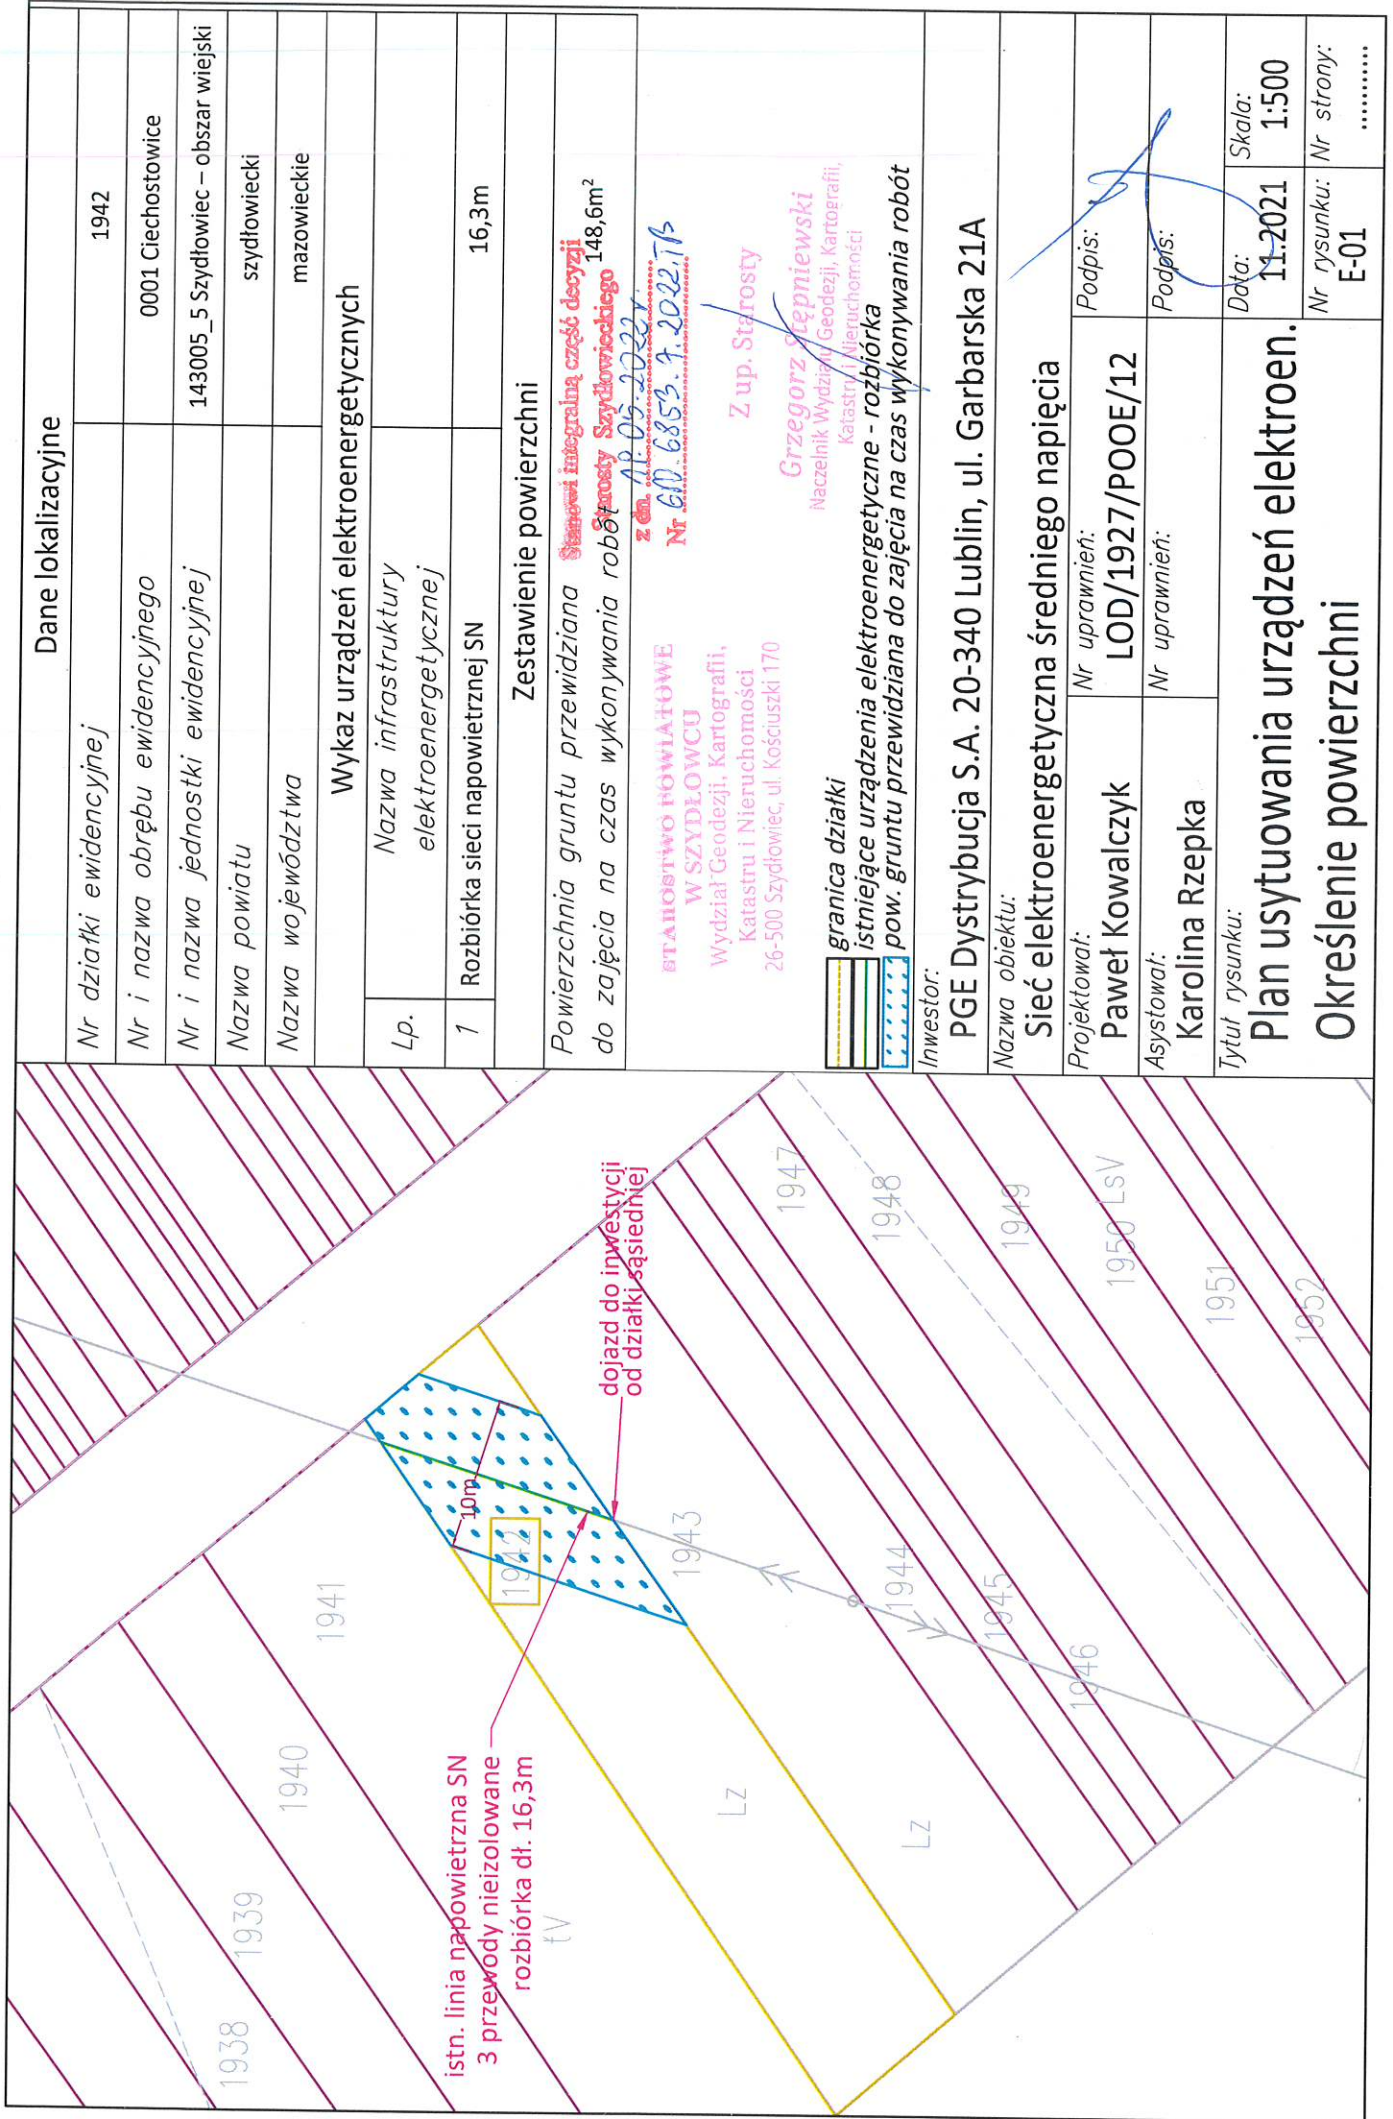 Dane lokalizacyjne
Nr działki ewidencyjnej 1942
Nr i nazwa obrębu ewidencyjnego 0001 Ciechostowice
Nr i nazwa jednostki ewidencyjnej 143005_5 Szydłowiec – obszar wiejski
Nazwa powiatu szydłowiecki
Nazwa województwa mazowieckie
Wykaz urządzeń elektroenergetycznych
Lp. Nazwa infrastruktury
elektroenergetycznej
1 Rozbiórka sieci napowietrznej SN 16,3m
Zestawienie powierzchni
Powierzchnia gruntu przewidziana
do zajęcia na czas wykonywania robót 148,6m²
Stanowi integralną część decyzji
Starosty Szydłowieckiego
z dn.
Nr 6853.7.2022.
STAROSTWO POWIATOWE
W SZYDŁOWCU
Wydział Geodezji, Kartografii,
Katastru i Nieruchomości
26-500 Szydłowiec, ul. Kościuszki 170
Z up. Starosty
Grzegorz Stępniewski
Naczelnik Wydziału Geodezji, Kartografii,
Katastru i Nieruchomości
granica działki
istniejące urządzenia elektroenergetyczne - rozbiórka
pow. gruntu przewidziana do zajęcia na czas wykonywania robót
Inwestor:
PGE Dystrybucja S.A. 20-340 Lublin, ul. Garbarska 21A
Nazwa obiektu:
Sieć elektroenergetyczna średniego napięcia
Projektował: Nr uprawnień: Podpis:
Paweł Kowalczyk LOD/1927/POOE/12
Asystował: Nr uprawnień: Podpis:
Karolina Rzepka
Tytuł rysunku:
Plan usytuowania urządzeń elektroen.
Określenie powierzchni
Data: Skala:
11.2021 1:500
Nr rysunku: Nr strony:
E-01 ...........
1938
1939
1940
1941
1942
1943
1944
1945
1946
1947
1948
1949
1950 LsV
1951
1952
Lz
Lz
10m
istn. linia napowietrzna SN
3 przewody nieizolowane
rozbiórka dł. 16,3m
dojazd do inwestycji
od działki sąsiedniej